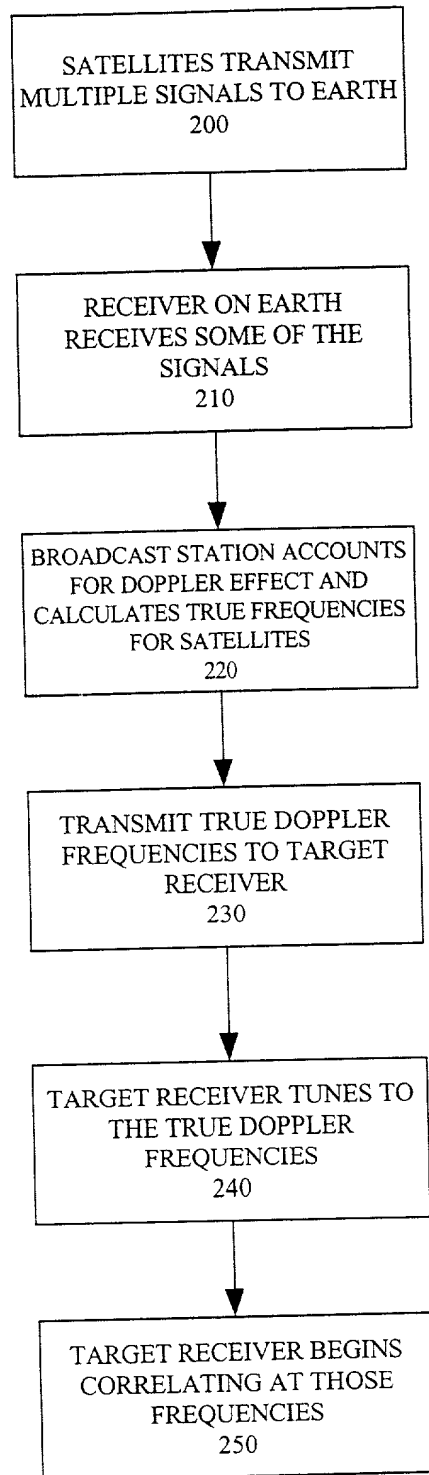 SATELLITES TRANSMIT
MULTIPLE SIGNALS TO EARTH
200
RECEIVER ON EARTH
RECEIVES SOME OF THE
SIGNALS
210
BROADCAST STATION ACCOUNTS
FOR DOPPLER EFFECT AND
CALCULATES TRUE FREQUENCIES
FOR SATELLITES
220
TRANSMIT TRUE DOPPLER
FREQUENCIES TO TARGET
RECEIVER
230
TARGET RECEIVER TUNES TO
THE TRUE DOPPLER
FREQUENCIES
240
TARGET RECEIVER BEGINS
CORRELATING AT THOSE
FREQUENCIES
250